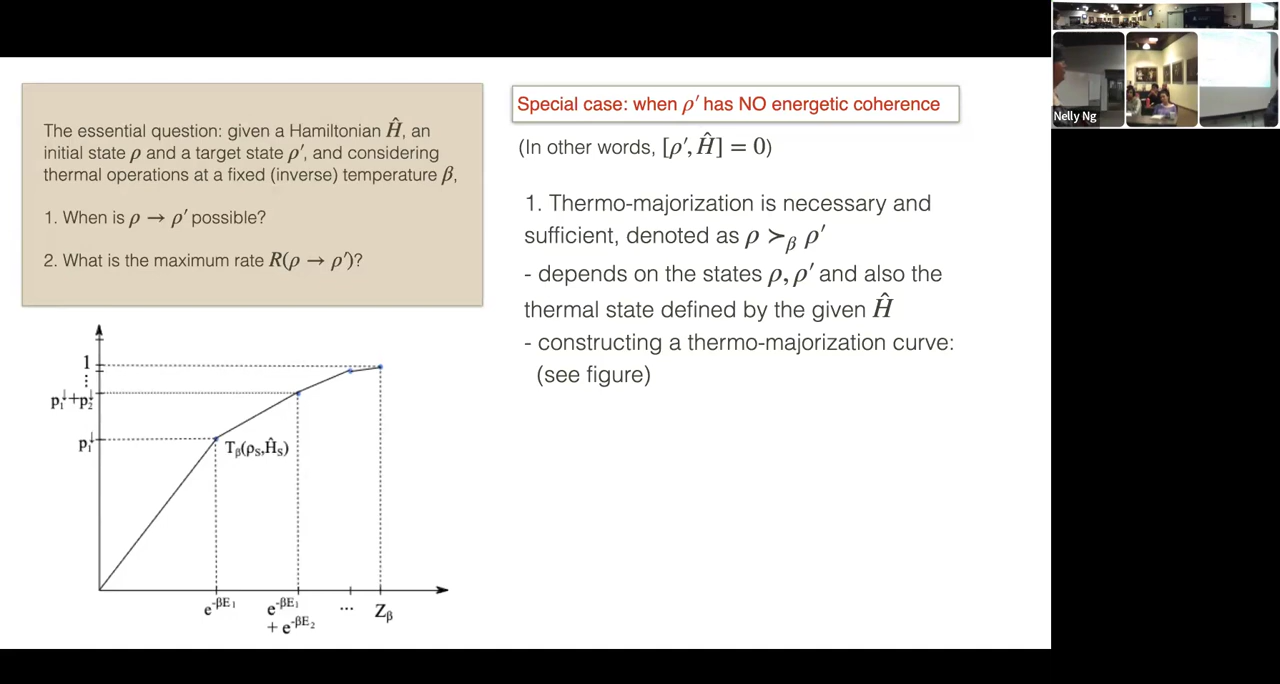 The essential question: given a Hamiltonian Ĥ, an
initial state ρ and a target state ρ′, and considering
thermal operations at a fixed (inverse) temperature β,
1. When is ρ → ρ′ possible?
2. What is the maximum rate R(ρ → ρ′)?
Special case: when ρ′ has NO energetic coherence
(In other words, [ρ′, Ĥ] = 0)
1. Thermo-majorization is necessary and
sufficient, denoted as ρ ≻β ρ′
- depends on the states ρ, ρ′ and also the
thermal state defined by the given Ĥ
- constructing a thermo-majorization curve:
(see figure)
1
⋮
p₁↓+p₂↓
p₁↓
Tβ(ρS,ĤS)
e^-βE₁
e^-βE₁
+ e^-βE₂
...
Zβ
Nelly Ng